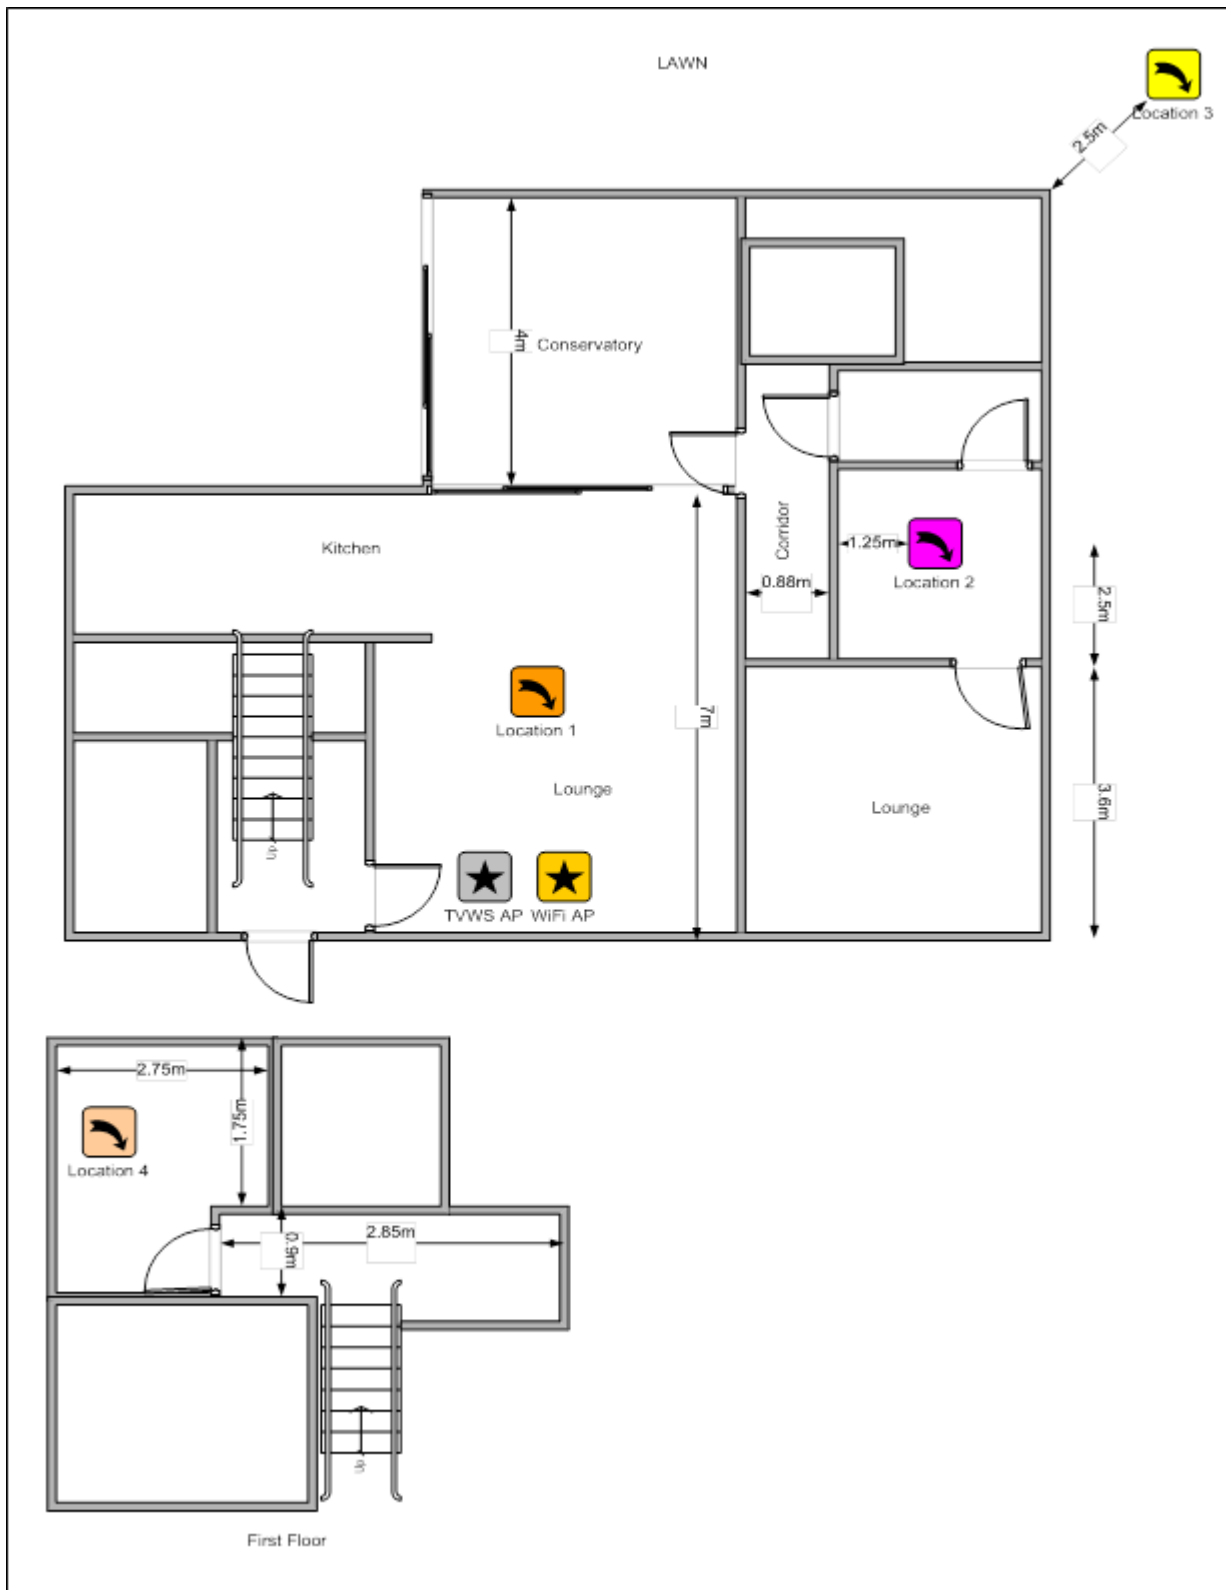 LAWN
Location 3
2.5m
4m
Conservatory
Kitchen
Corridor
1.25m
Location 2
0.88m
2.5m
Location 1
7m
Lounge
Lounge
3.6m
Up
TVWS AP
WiFi AP
2.75m
1.75m
Location 4
2.85m
0.9m
Up
First Floor